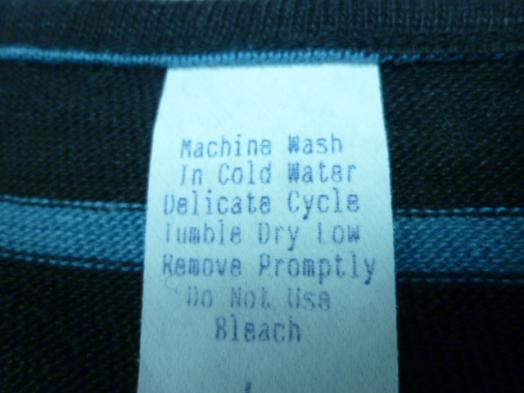 Machine Wash
In Cold Water
Delicate Cycle
Tumble Dry Low
Remove Promptly
Do Not Use
Bleach